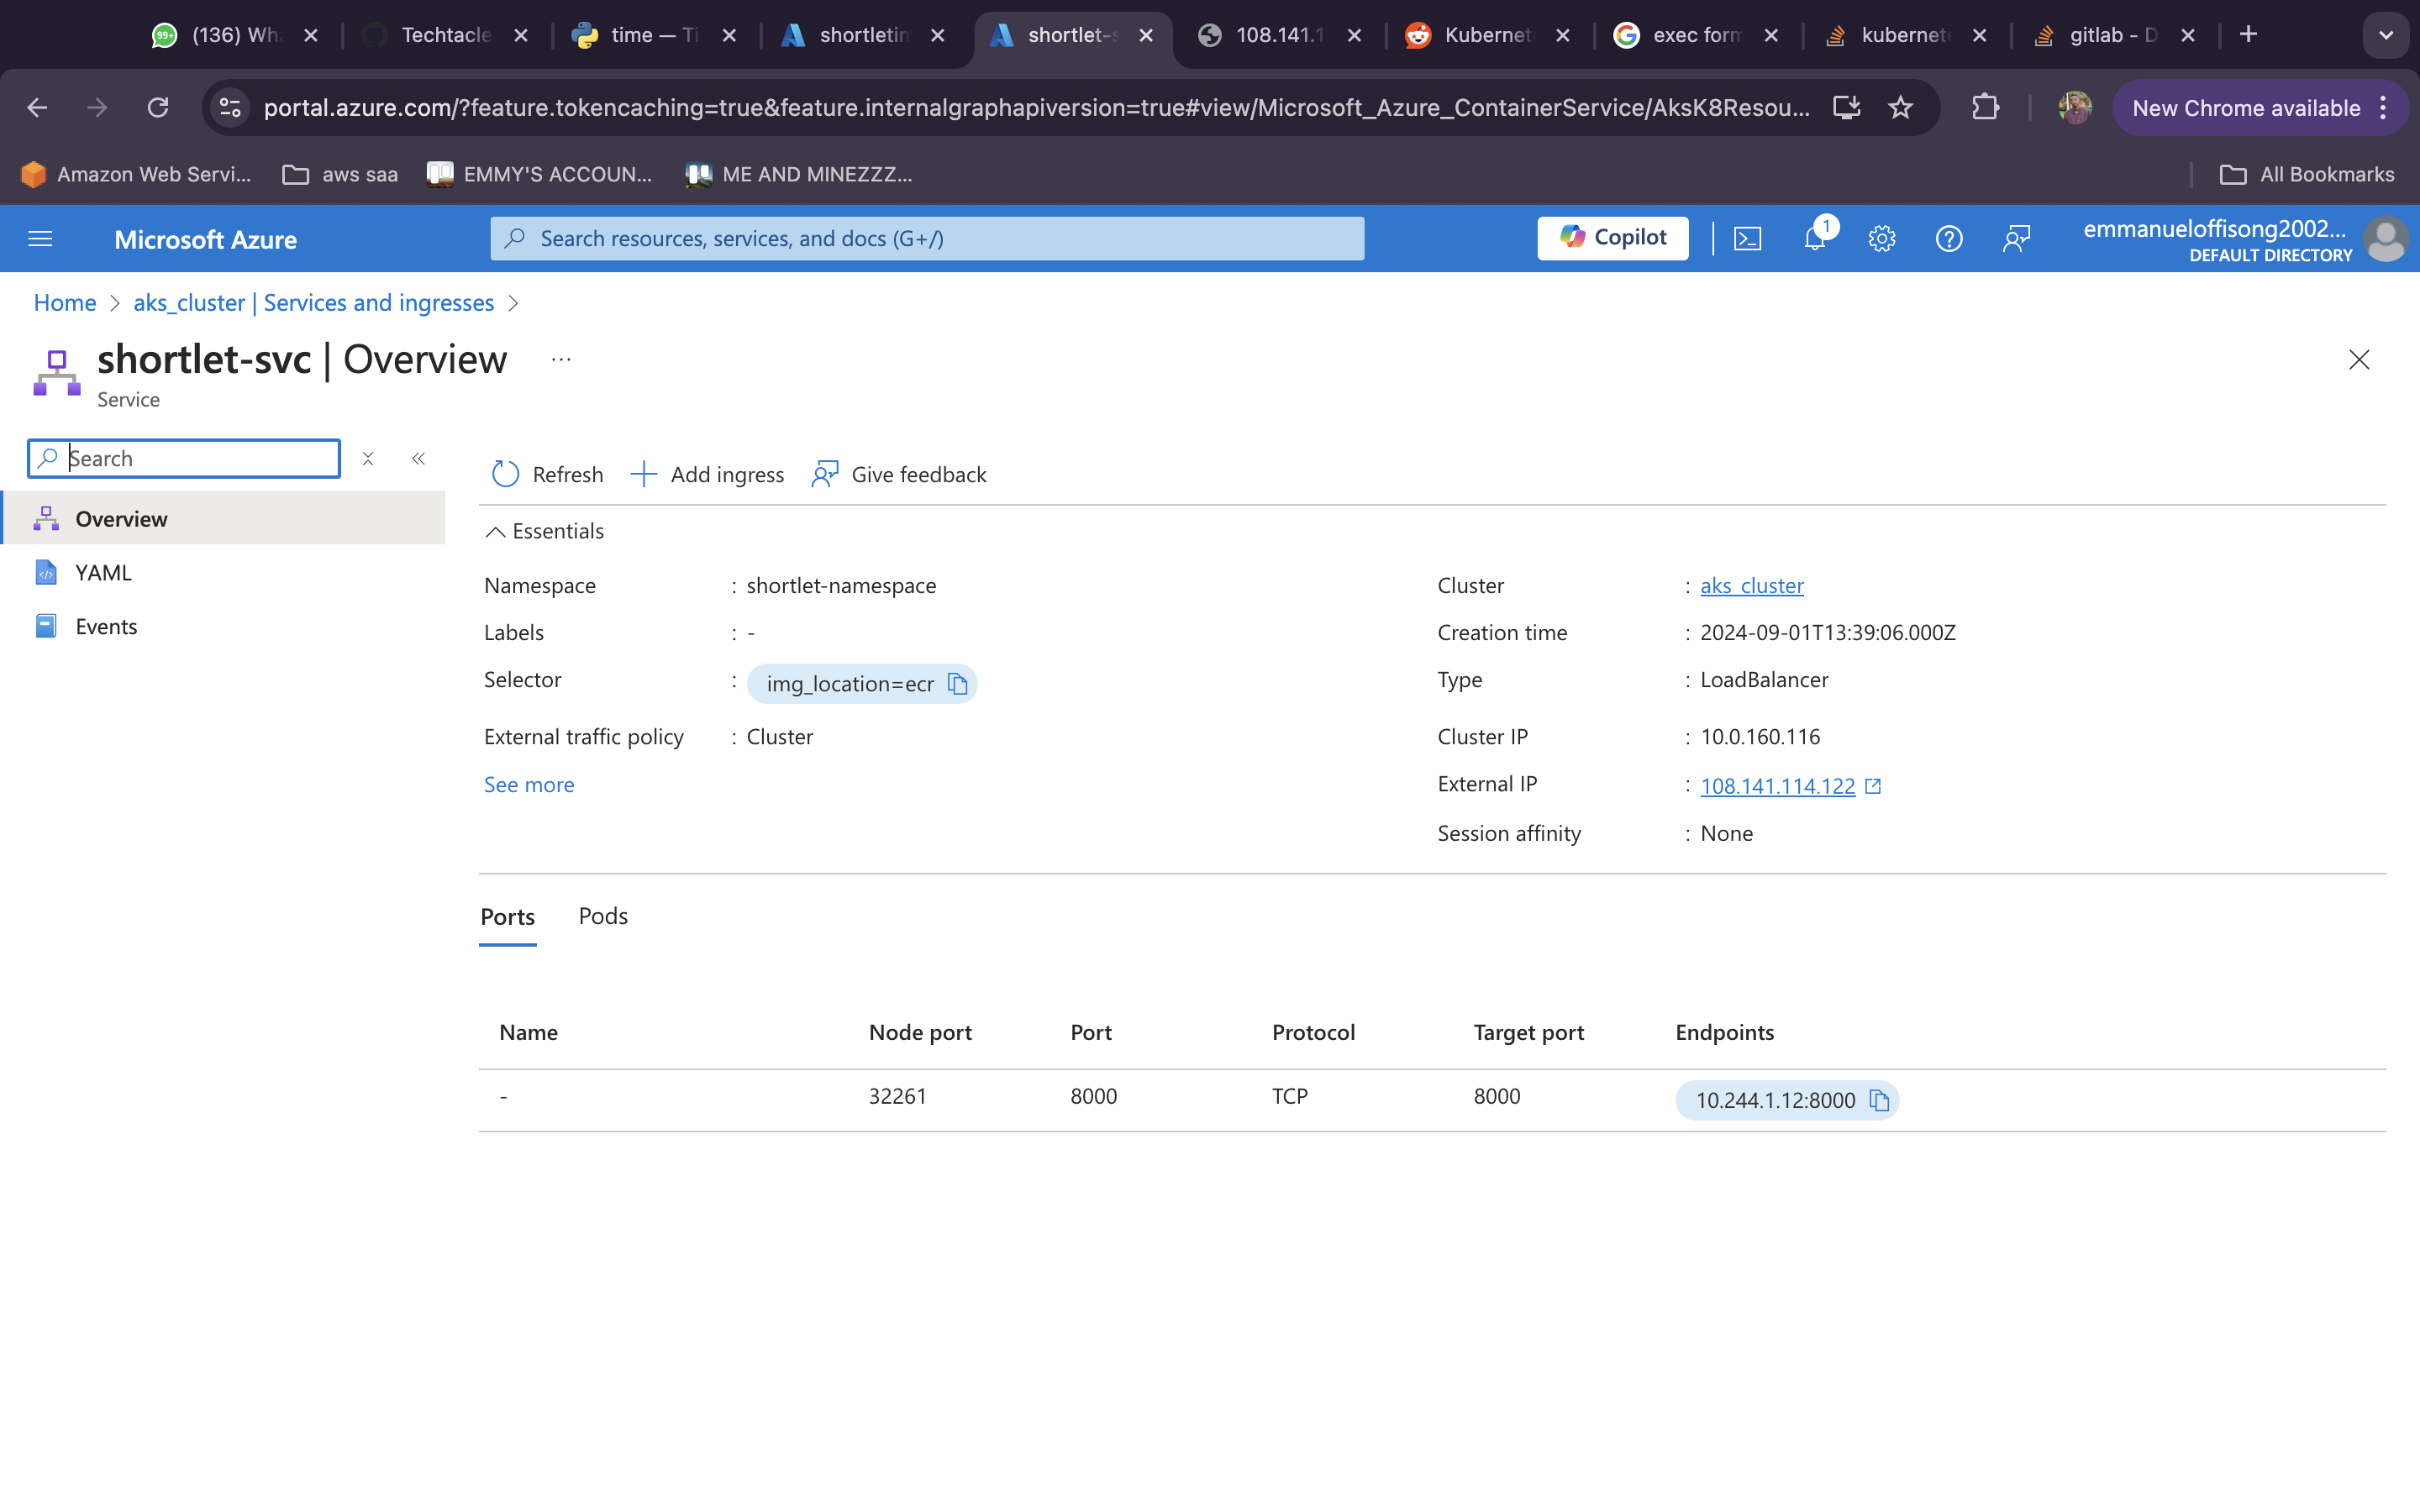 99+ (136) Wh
Techtacle
time — Ti
shortletin
shortlet-s
108.141.1
Kubernet
exec form
kubernet
gitlab - D
portal.azure.com/?feature.tokencaching=true&feature.internalgraphapiversion=true#view/Microsoft_Azure_ContainerService/AksK8Resou...
New Chrome available
Amazon Web Servi...
aws saa
EMMY'S ACCOUN...
ME AND MINEZZZ...
All Bookmarks
Microsoft Azure
Search resources, services, and docs (G+/)
Copilot
1
emmanueloffisong2002...
DEFAULT DIRECTORY
Home > aks_cluster | Services and ingresses >
shortlet-svc | Overview ...
Service
Search
Overview
YAML
Events
Refresh
Add ingress
Give feedback
Essentials
Namespace : shortlet-namespace
Labels : -
Selector : img_location=ecr
External traffic policy : Cluster
See more
Cluster : aks_cluster
Creation time : 2024-09-01T13:39:06.000Z
Type : LoadBalancer
Cluster IP : 10.0.160.116
External IP : 108.141.114.122
Session affinity : None
Ports Pods
Name Node port Port Protocol Target port Endpoints
- 32261 8000 TCP 8000 10.244.1.12:8000